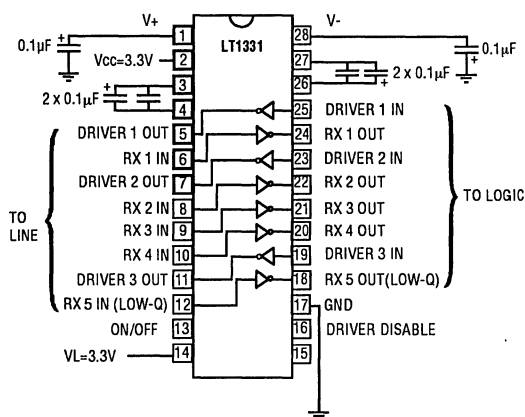 V+
V-
0.1µF
1
LT1331
28
0.1µF
VCC=3.3V
2
27
3
26
2 x 0.1µF
2 x 0.1µF
4
25
DRIVER 1 IN
DRIVER 1 OUT
5
24
RX 1 OUT
RX 1 IN
6
23
DRIVER 2 IN
DRIVER 2 OUT
7
22
RX 2 OUT
TO LOGIC
TO
LINE
RX 2 IN
8
21
RX 3 OUT
RX 3 IN
9
20
RX 4 OUT
RX 4 IN
10
19
DRIVER 3 IN
DRIVER 3 OUT
11
18
RX 5 OUT(LOW-Q)
RX 5 IN (LOW-Q)
12
17
GND
ON/OFF
13
16
DRIVER DISABLE
VL=3.3V
14
15